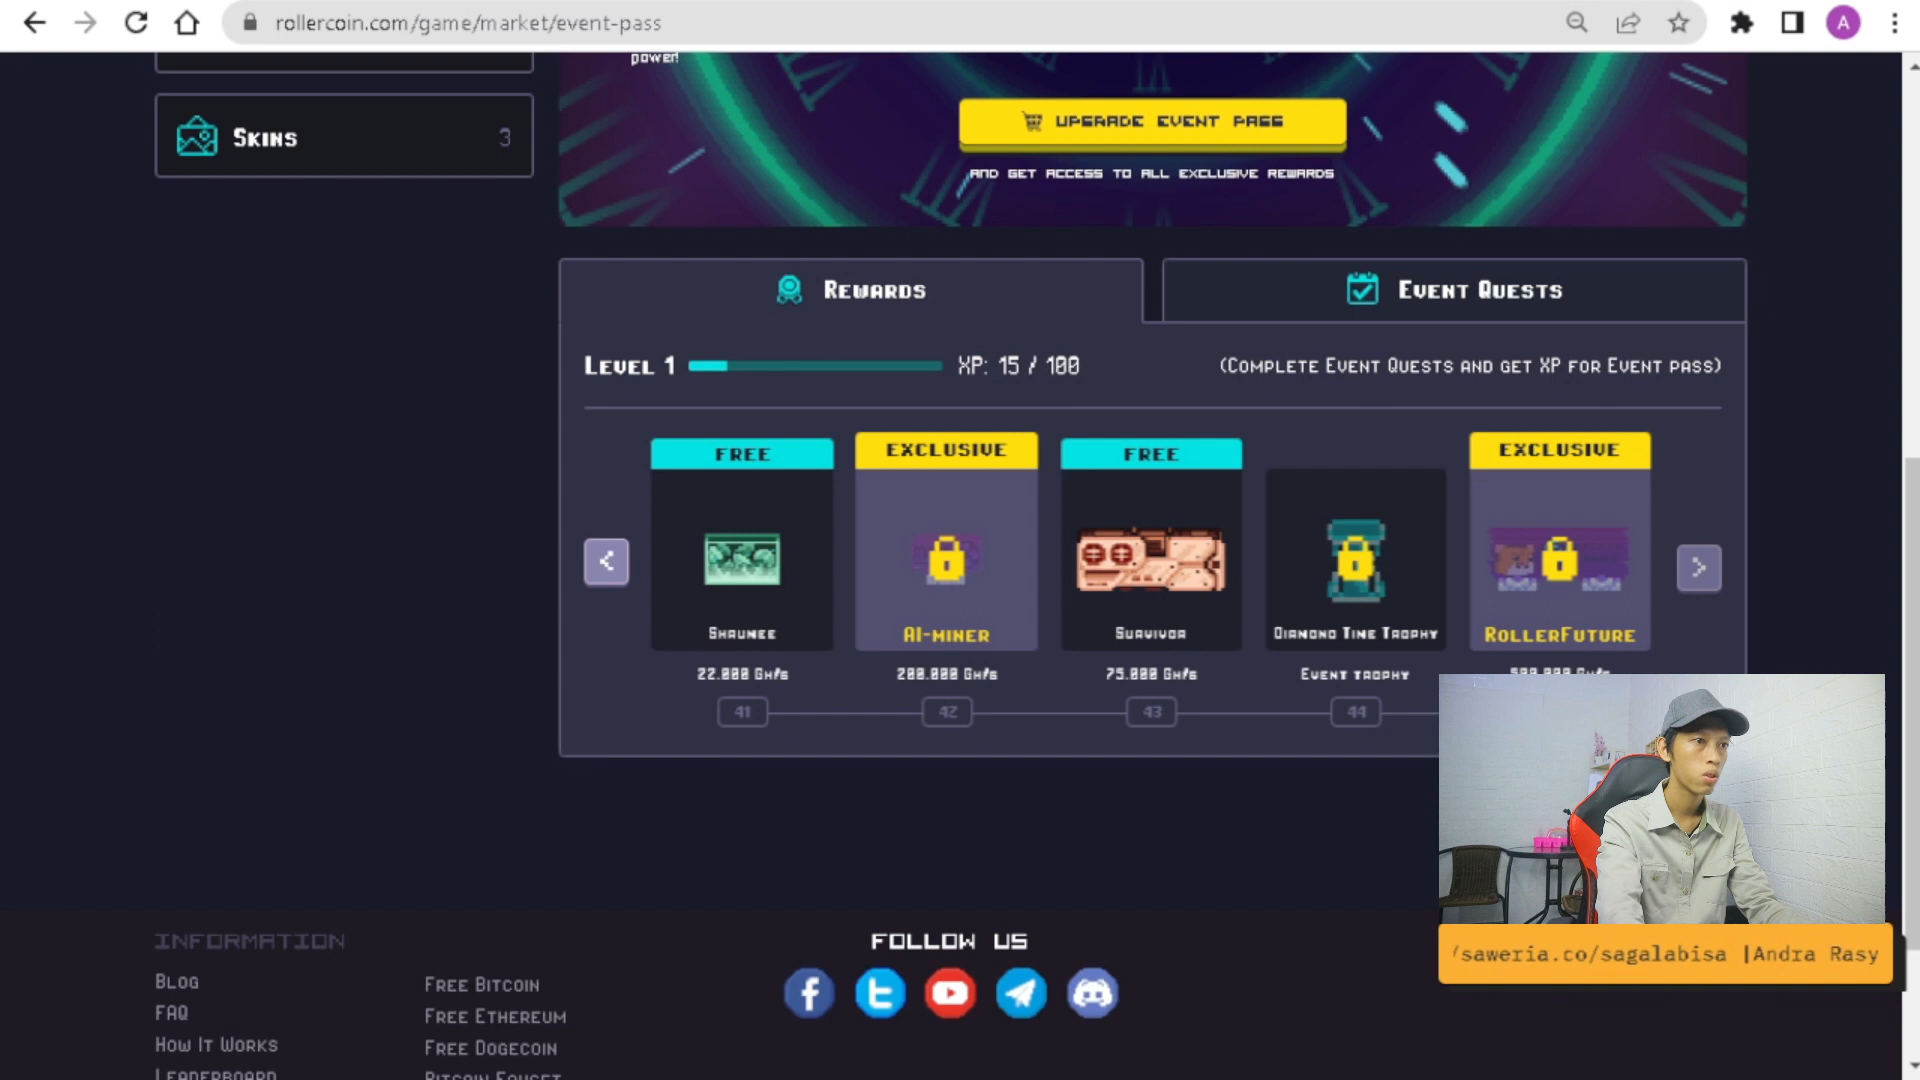 rollercoin.com/game/market/event-pass
A
power!
Skins 3
UPGRADE EVENT PASS
AND GET ACCESS TO ALL EXCLUSIVE REWARDS
Rewards
Event Quests
Level 1 XP: 15 / 100 (Complete Event Quests and get XP for Event pass)
FREE EXCLUSIVE FREE EXCLUSIVE
Shaunee AI-miner Survivor Diamond Time Trophy RollerFuture
22.000 Gh/s 200.000 Gh/s 75.000 Gh/s Event trophy
41 42 43 44
/saweria.co/sagalabisa |Andra Rasy
INFORMATION
Blog
FAQ
How It Works
Leaderboard
Free Bitcoin
Free Ethereum
Free Dogecoin
Bitcoin Faucet
FOLLOW US